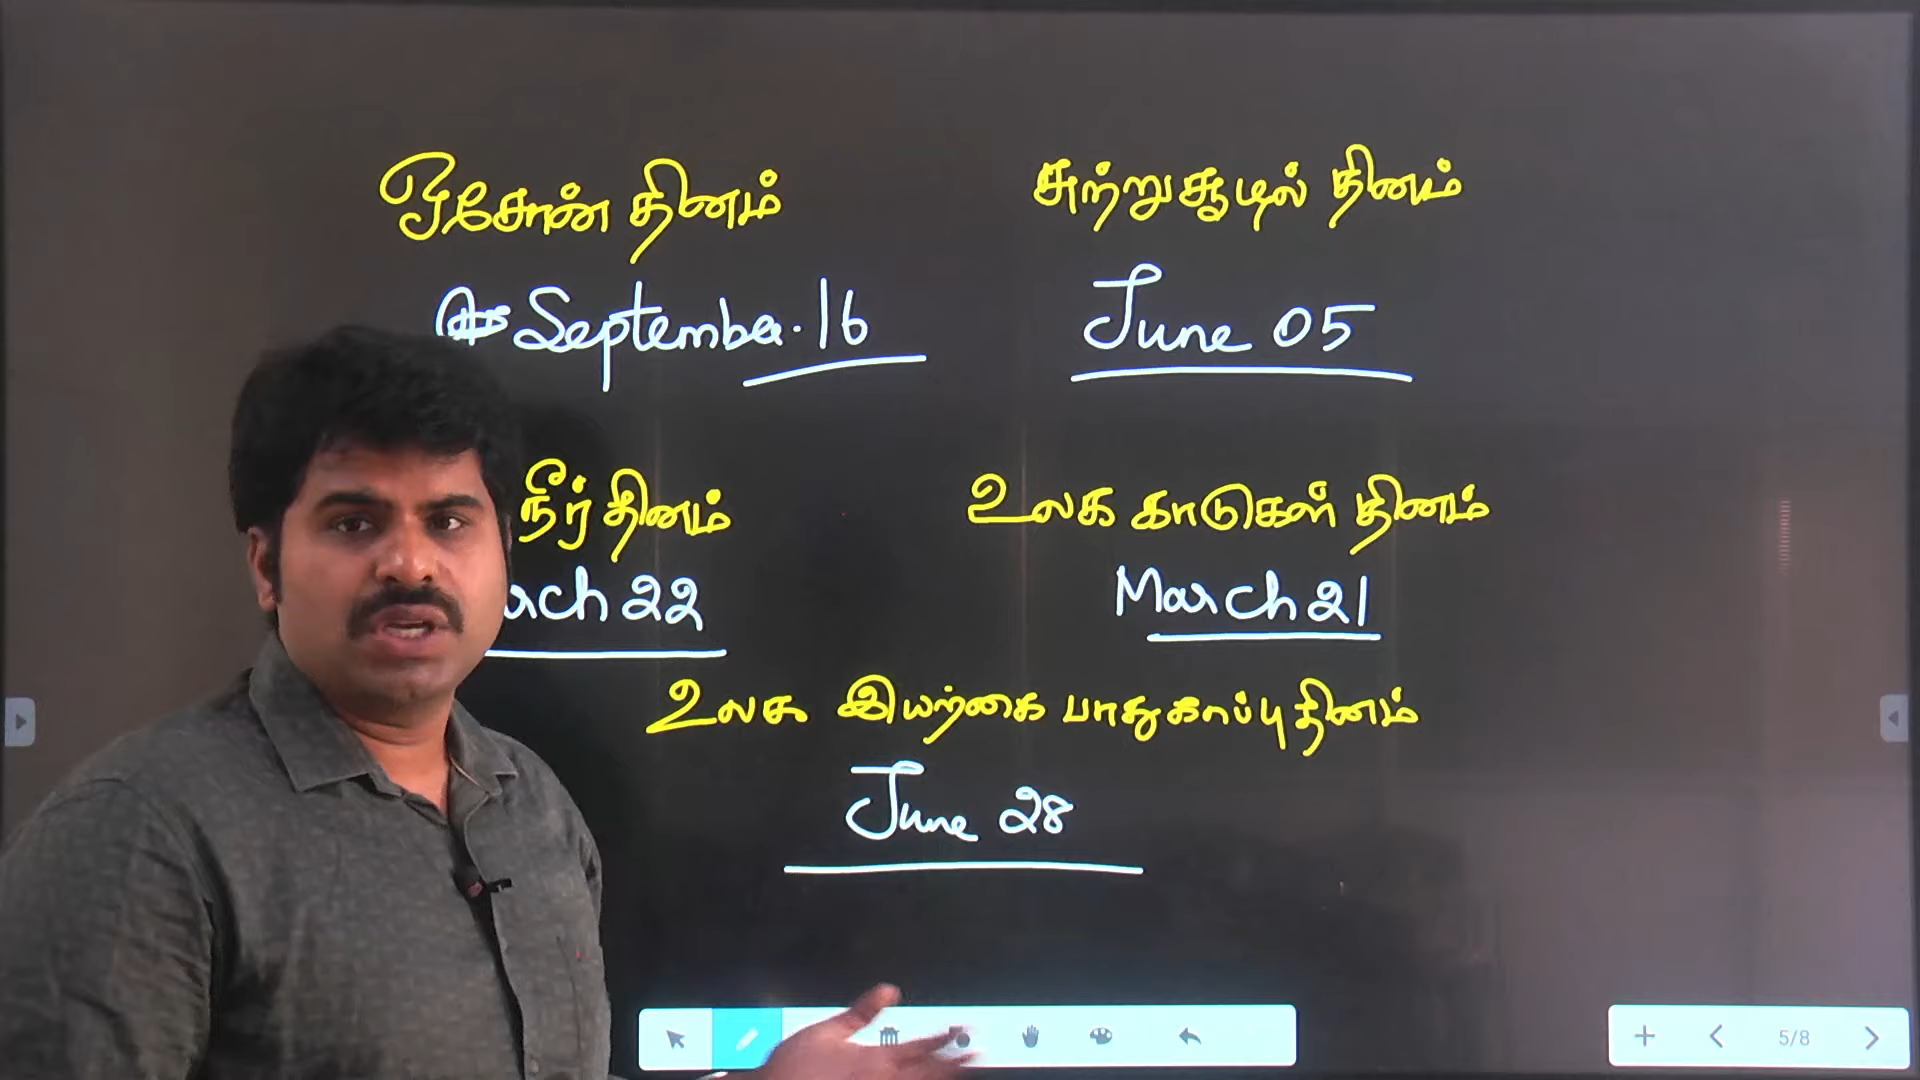 ஓசோன் தினம்
September. 16
சுற்றுசூழல் தினம்
June 05
நீர் தினம்
22
உலக காடுகள் தினம்
March 21
உலக இயற்கை பாதுகாப்பு தினம்
June 28
5/8